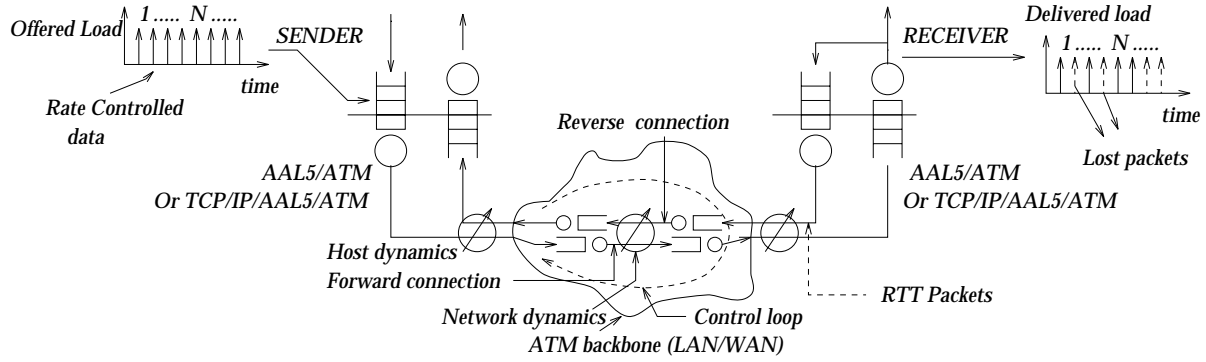 Offered Load
1 ..... N .....
SENDER
time
Rate Controlled
data
AAL5/ATM
Or TCP/IP/AAL5/ATM
Reverse connection
RECEIVER
Delivered load
1..... N .....
time
Lost packets
AAL5/ATM
Or TCP/IP/AAL5/ATM
Host dynamics
Forward connection
Network dynamics
Control loop
ATM backbone (LAN/WAN)
RTT Packets